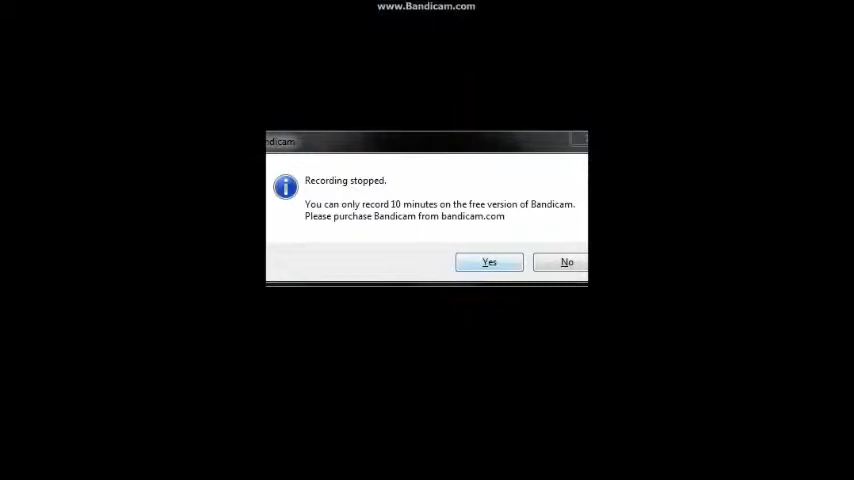 www.Bandicam.com
ndicam
Recording stopped.
You can only record 10 minutes on the free version of Bandicam.
Please purchase Bandicam from bandicam.com
Yes
No